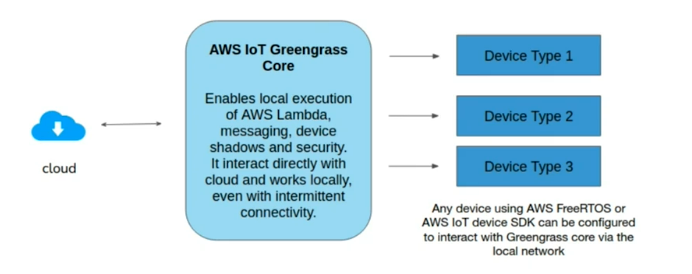 AWS IoT Greengrass
Core
Enables local execution
of AWS Lambda,
messaging, device
shadows and security.
It interact directly with
cloud and works locally,
even with intermittent
connectivity.
cloud
Device Type 1
Device Type 2
Device Type 3
Any device using AWS FreeRTOS or
AWS IoT device SDK can be configured
to interact with Greengrass core via the
local network